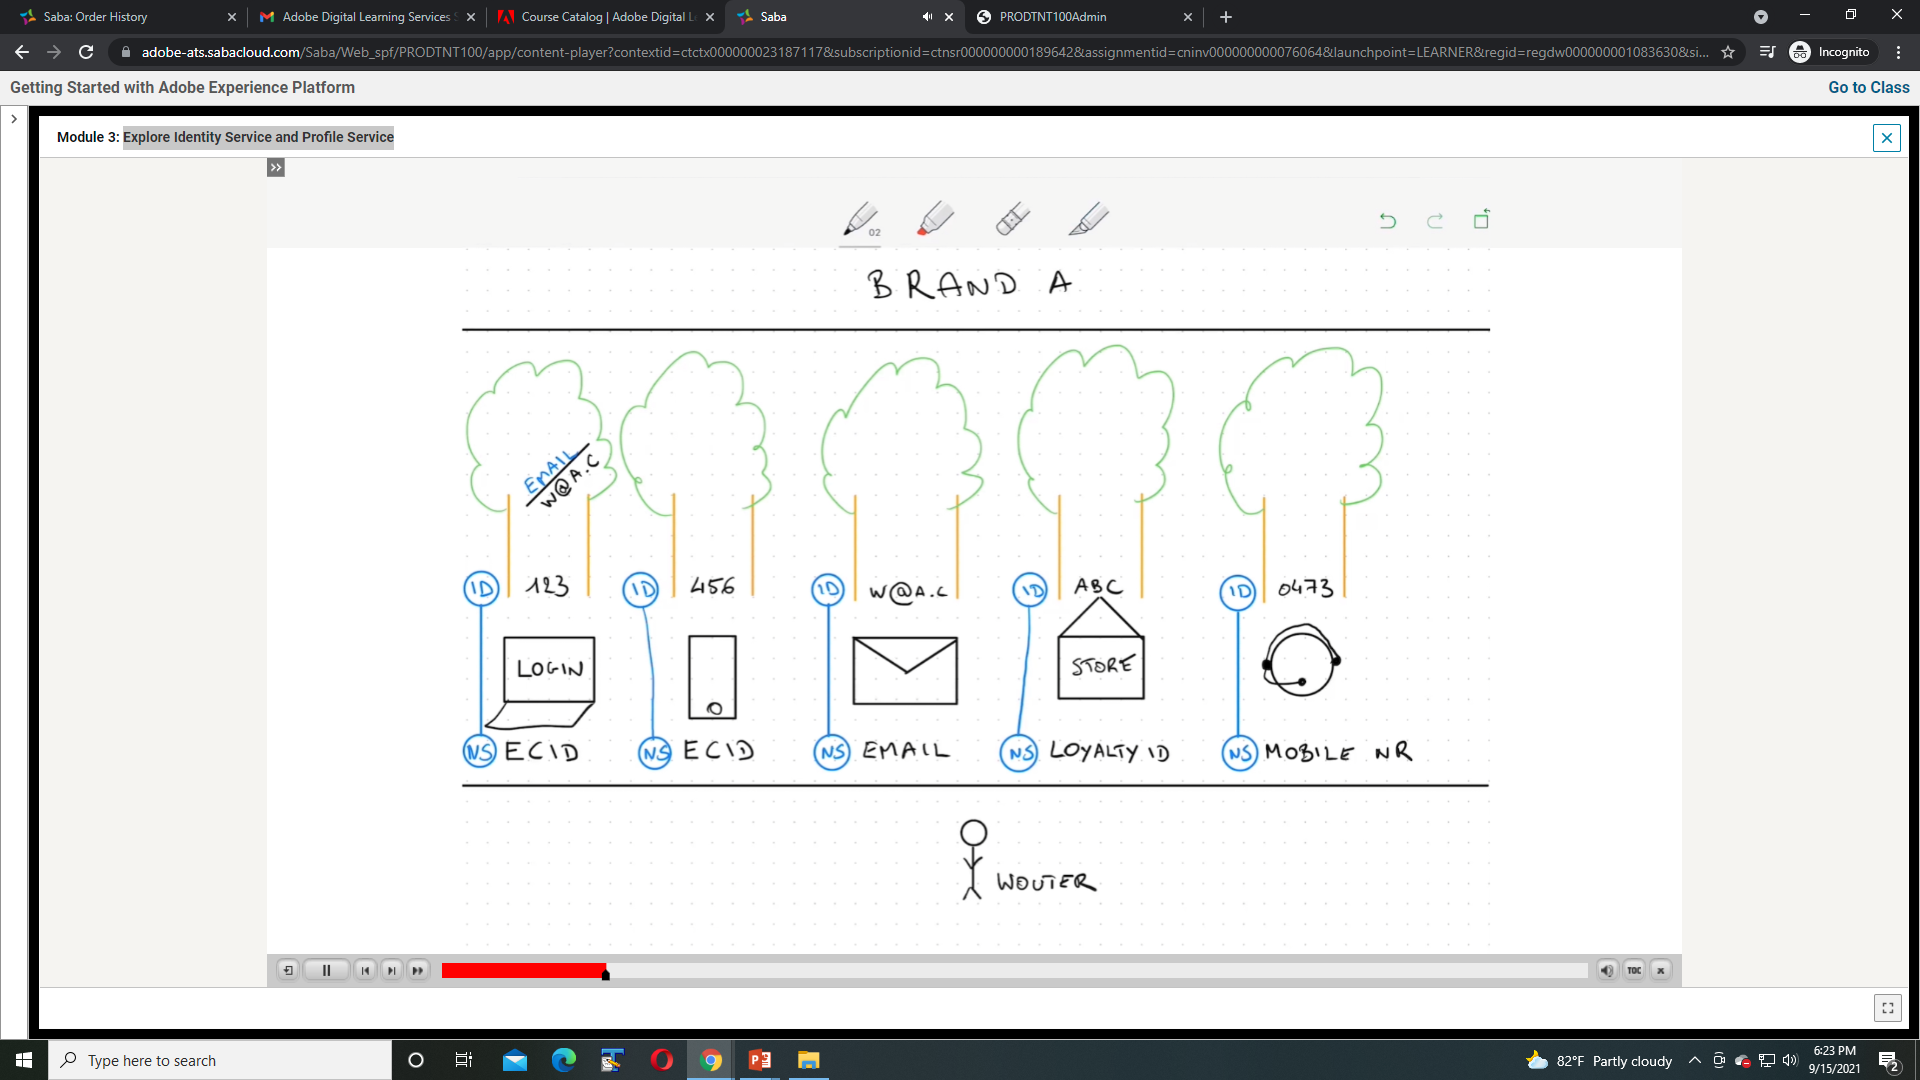 Saba: Order History
Adobe Digital Learning Services S
Course Catalog | Adobe Digital L
Saba
PRODTNT100Admin
adobe-ats.sabacloud.com/Saba/Web_spf/PRODTNT100/app/content-player?contextid=ctctx000000023187117&subscriptionid=ctnsr000000000189642&assignmentid=cninv000000000076064&launchpoint=LEARNER&regid=regdw000000001083630&si...
Incognito
Getting Started with Adobe Experience Platform
Go to Class
Module 3: Explore Identity Service and Profile Service
02
BRAND A
EMAIL
W@A.C
ID 123 ID 456 ID W@A.C ID ABC ID 0473
LOGIN STORE
NS ECID NS ECID NS EMAIL NS LOYALTY ID NS MOBILE NR
WOUTER
TOC
Type here to search
82°F Partly cloudy
6:23 PM
9/15/2021
2